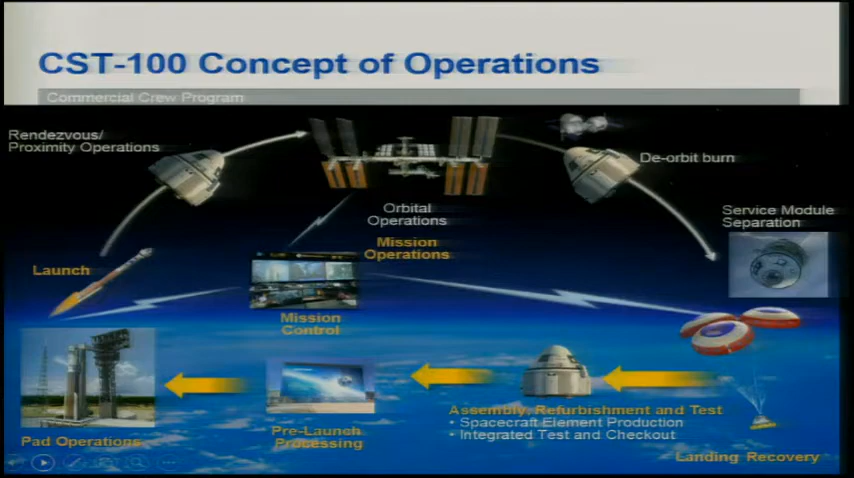 CST-100 Concept of Operations
Commercial Crew Program
Rendezvous/
Proximity Operations
De-orbit burn
Orbital
Operations
Service Module
Separation
Mission
Operations
Launch
Mission
Control
Assembly, Refurbishment and Test
• Spacecraft Element Production
• Integrated Test and Checkout
Pre-Launch
Processing
Pad Operations
Landing Recovery